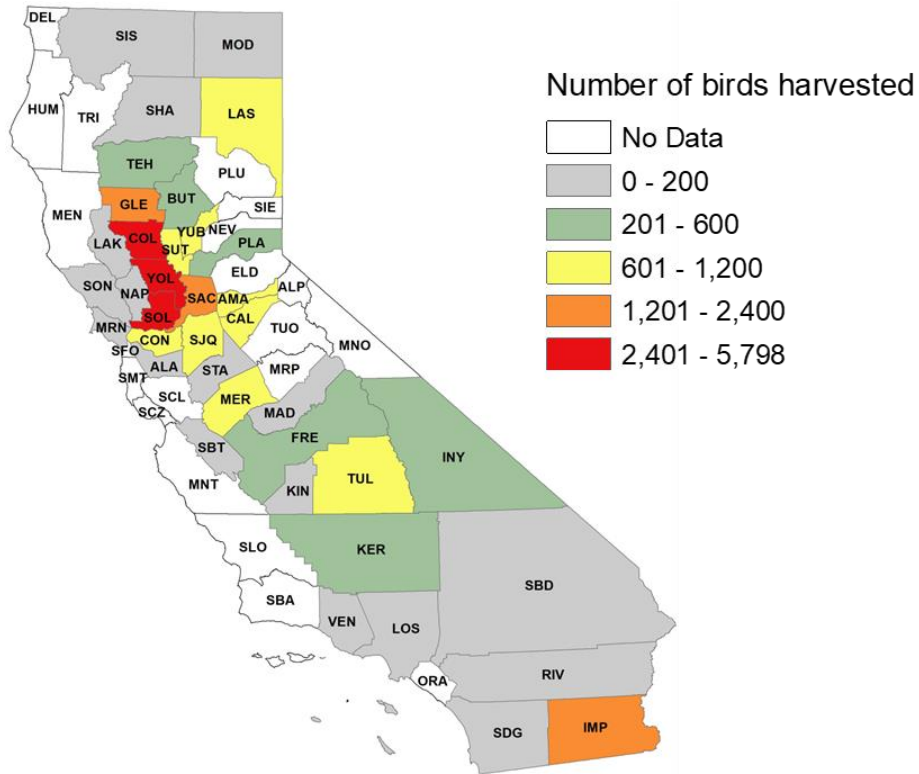 DEL
SIS
MOD
HUM
TRI
SHA
LAS
TEH
PLU
BUT
GLE
SIE
MEN
YUB
NEV
COL
SUT
PLA
LAK
ELD
YOL
SON
NAP
SAC
AMA
ALP
SOL
CAL
MRN
CON
SJQ
TUO
SFO
MNO
ALA
STA
SMT
MRP
SCL
MER
SCZ
MAD
FRE
SBT
INY
MNT
KIN
TUL
SLO
KER
SBD
SBA
VEN
LOS
ORA
RIV
SDG
IMP
Number of birds harvested
No Data
0 - 200
201 - 600
601 - 1,200
1,201 - 2,400
2,401 - 5,798